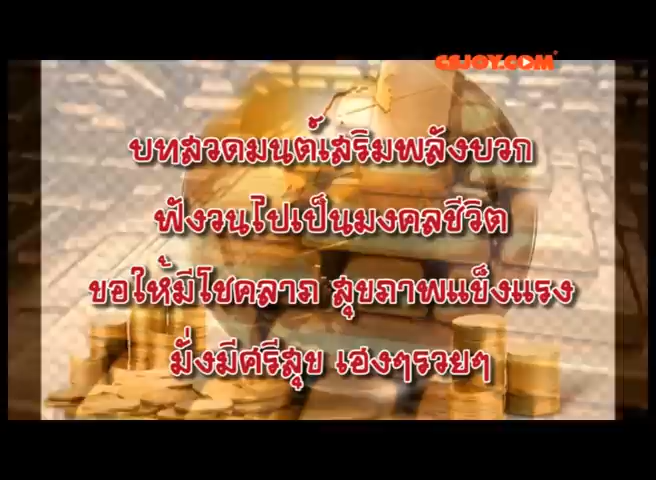 CSJOY.COM
บทสวดมนต์เสริมพลังบวก
ฟังวนไปเป็นมงคลชีวิต
ขอให้มีโชคลาภ สุขภาพแข็งแรง
มั่งมีศรีสุข เฮงๆรวยๆ